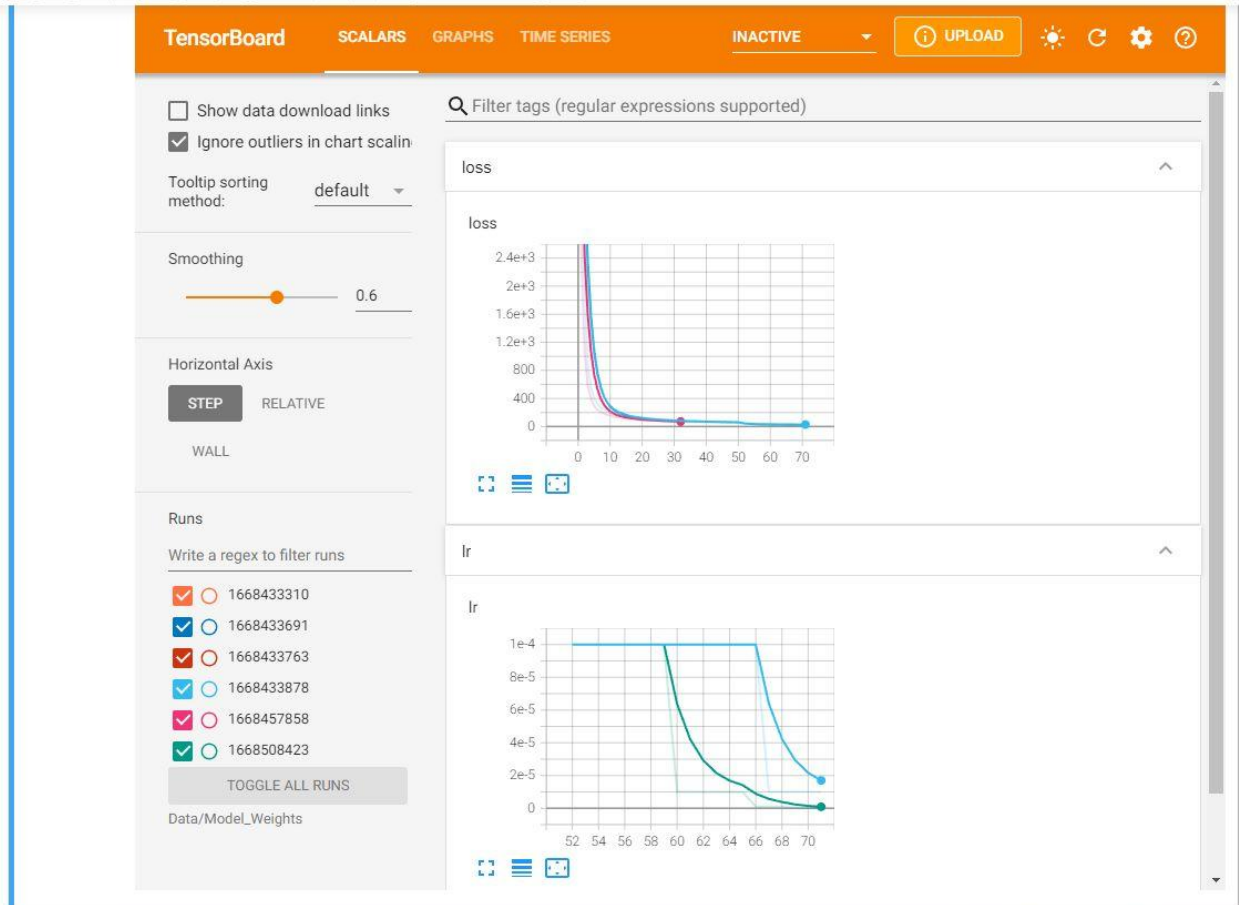 TensorBoard SCALARS GRAPHS TIME SERIES INACTIVE UPLOAD
Show data download links
Ignore outliers in chart scalin
Tooltip sorting
method:
default
Smoothing
0.6
Horizontal Axis
STEP RELATIVE
WALL
Runs
Write a regex to filter runs
1668433310
1668433691
1668433763
1668433878
1668457858
1668508423
TOGGLE ALL RUNS
Data/Model_Weights
Filter tags (regular expressions supported)
loss
loss
2.4e+3
2e+3
1.6e+3
1.2e+3
800
400
0
0 10 20 30 40 50 60 70
lr
lr
1e-4
8e-5
6e-5
4e-5
2e-5
0
52 54 56 58 60 62 64 66 68 70